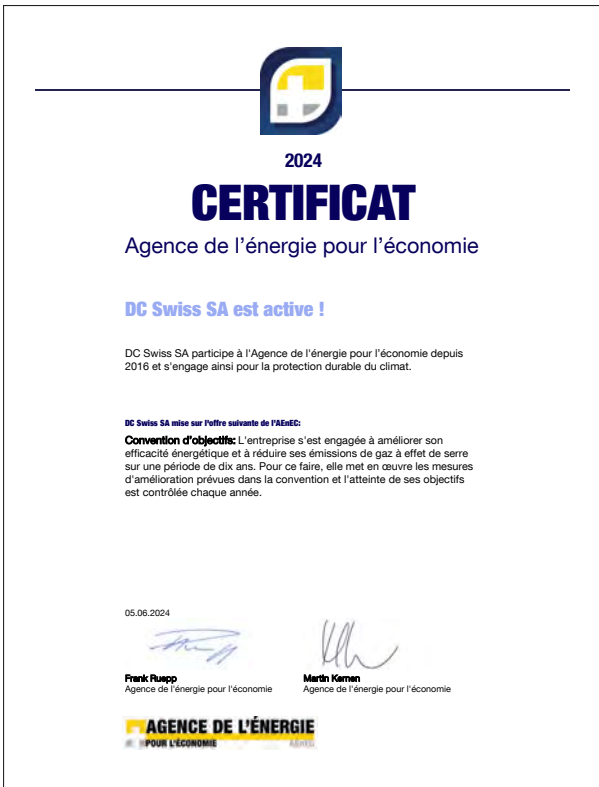 2024
CERTIFICAT
Agence de l'énergie pour l'économie
DC Swiss SA est active !
DC Swiss SA participe à l'Agence de l'énergie pour l'économie depuis
2016 et s'engage ainsi pour la protection durable du climat.
DC Swiss SA mise sur l'offre suivante de l'AEnEC:
Convention d'objectifs: L'entreprise s'est engagée à améliorer son
efficacité énergétique et à réduire ses émissions de gaz à effet de serre
sur une période de dix ans. Pour ce faire, elle met en œuvre les mesures
d'amélioration prévues dans la convention et l'atteinte de ses objectifs
est contrôlée chaque année.
05.06.2024
Frank Ruepp
Agence de l'énergie pour l'économie
Martin Kernen
Agence de l'énergie pour l'économie
AGENCE DE L'ÉNERGIE
POUR L'ÉCONOMIE
AEnEC